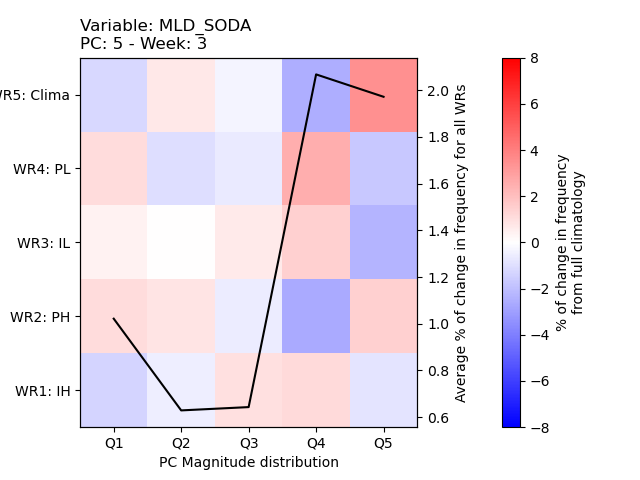 Variable: MLD_SODA
PC: 5 - Week: 3
WR5: Clima
WR4: PL
WR3: IL
WR2: PH
WR1: IH
Q1 Q2 Q3 Q4 Q5
PC Magnitude distribution
2.0
1.8
1.6
1.4
1.2
1.0
0.8
0.6
Average % of change in frequency for all WRs
8
6
4
2
0
−2
−4
−6
−8
% of change in frequency
from full climatology